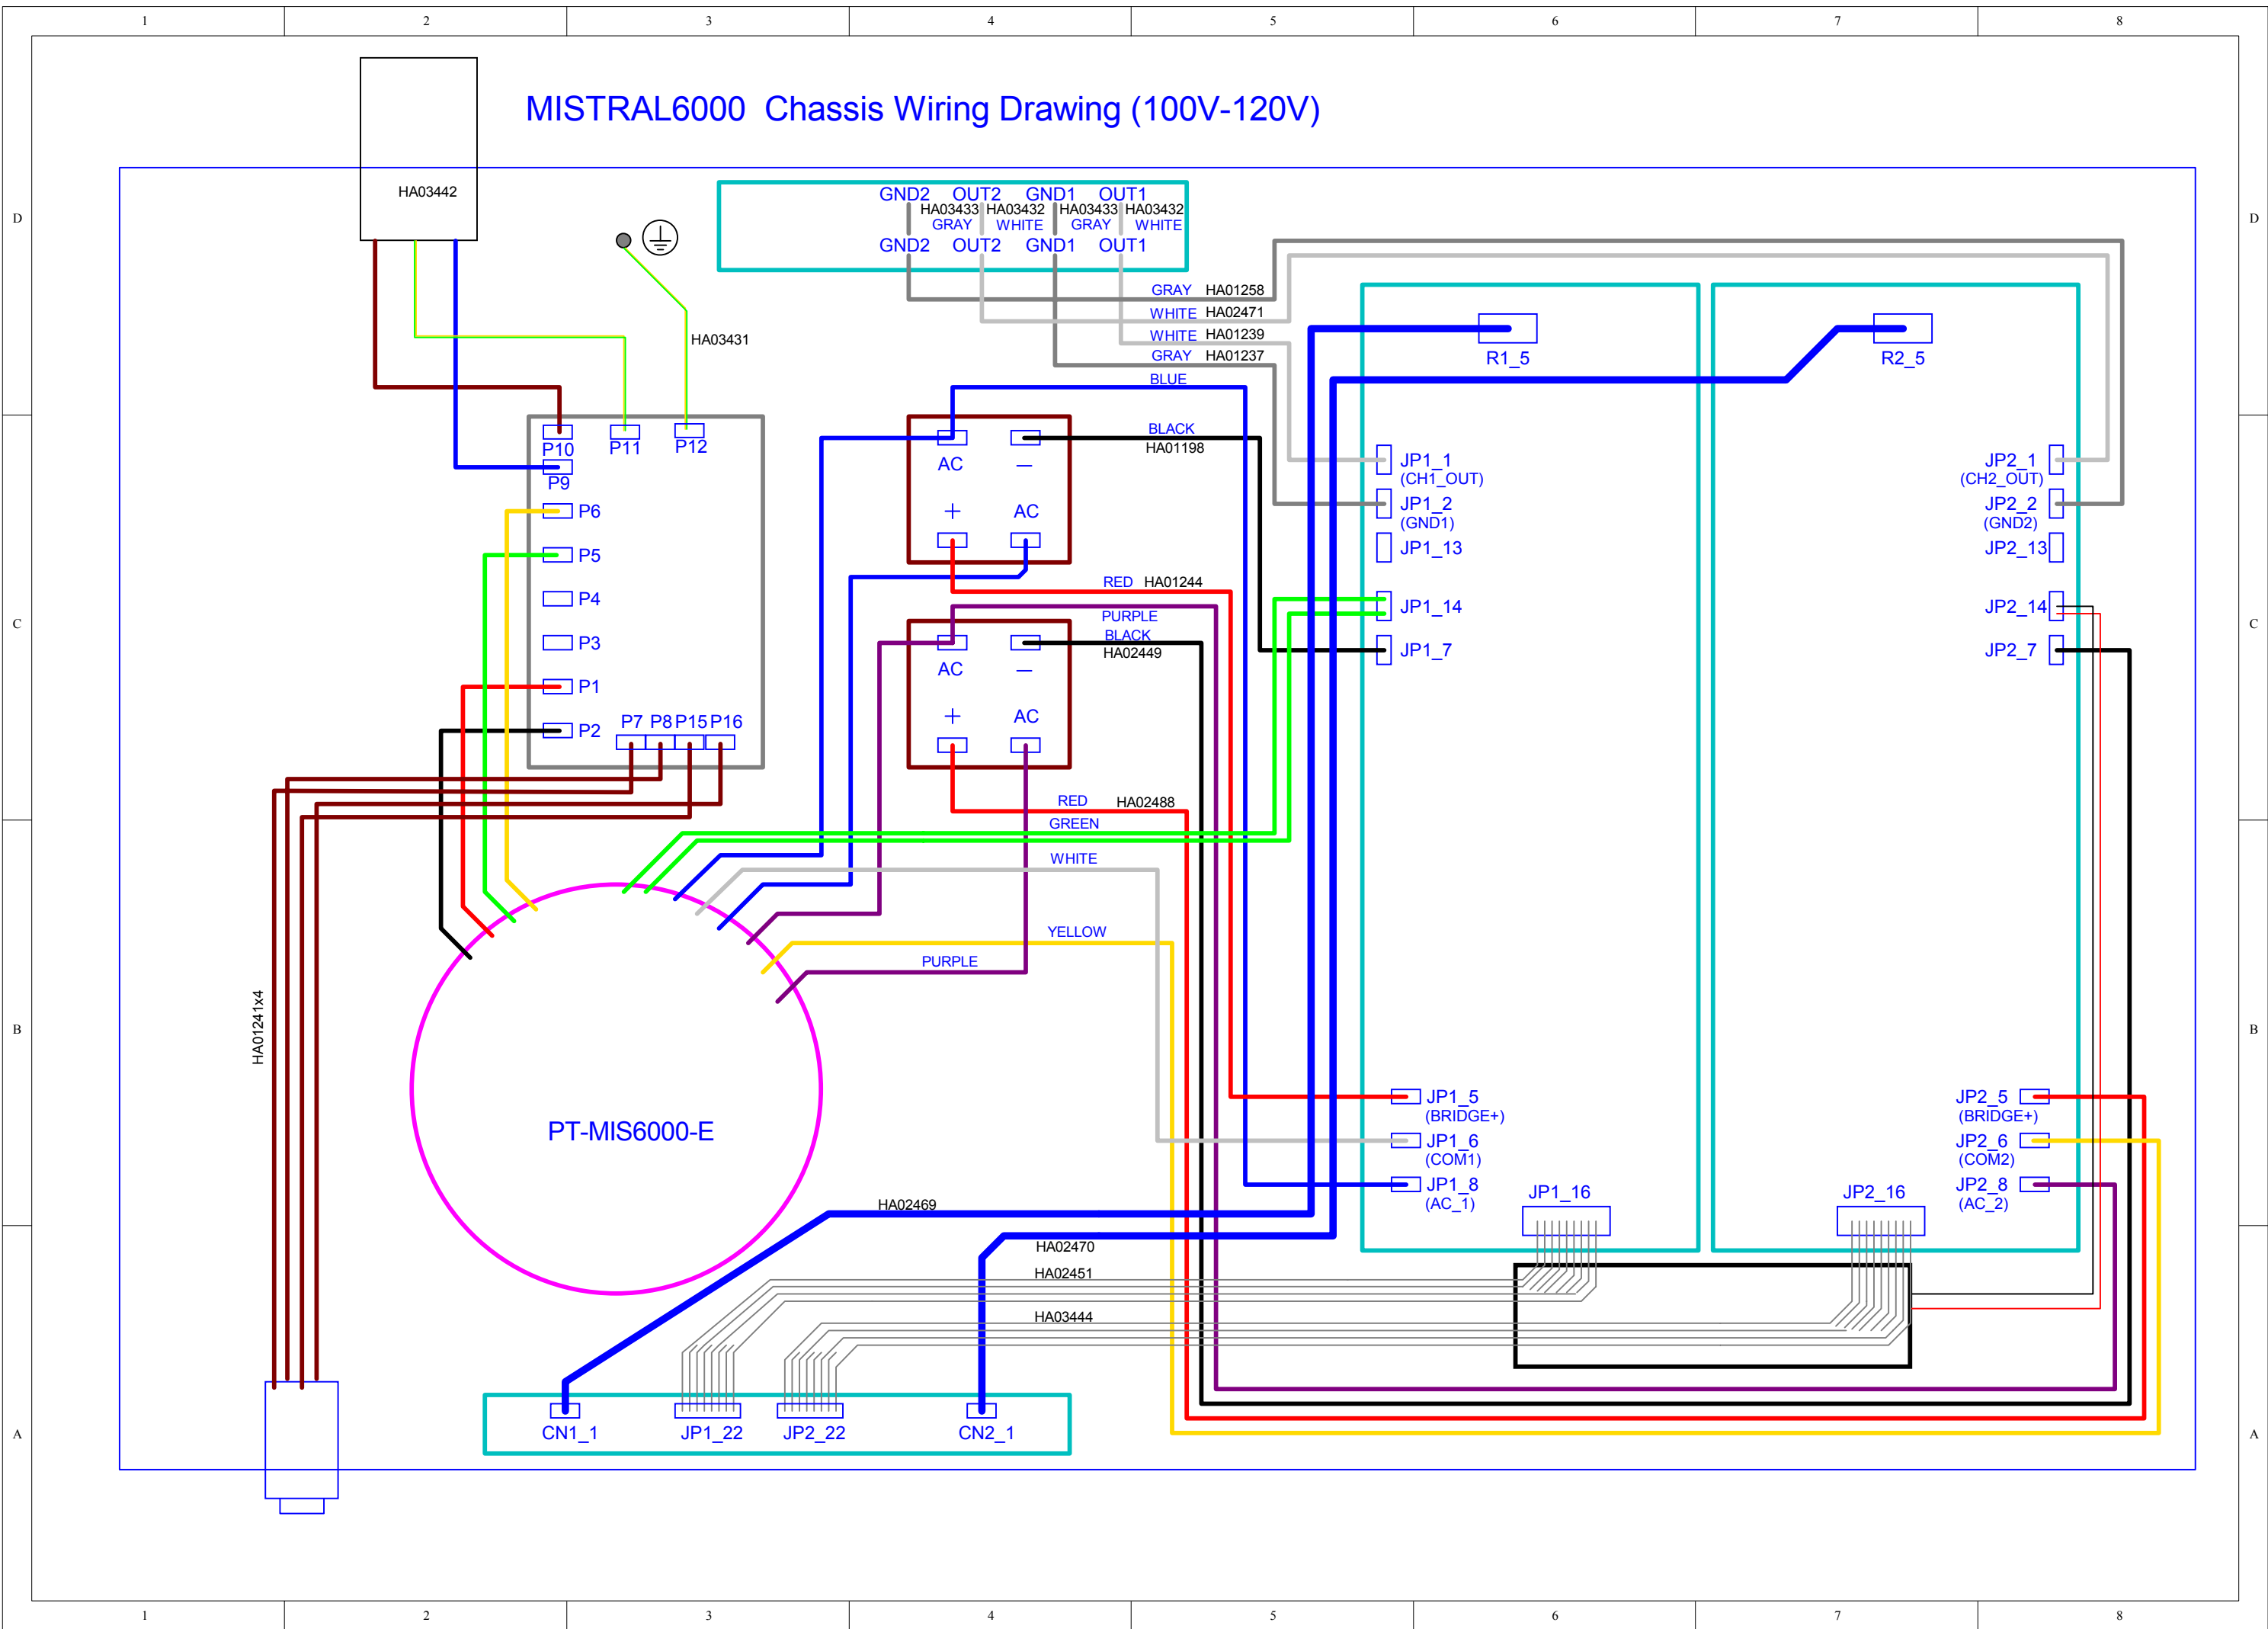 1 2 3 4 5 6 7 8
MISTRAL6000 Chassis Wiring Drawing (100V-120V)
HA03442
D D
GND2 OUT2 GND1 OUT1
HA03433 HA03432 HA03433 HA03432
GRAY WHITE GRAY WHITE
GND2 OUT2 GND1 OUT1
GRAY HA01258
WHITE HA02471
WHITE HA01239
GRAY HA01237
BLUE
HA03431
R1_5 R2_5
BLACK
HA01198
P10 P11 P12
P9
P6
P5
P4
P3
P1
P2
P7 P8 P15 P16
AC −
+ AC
RED HA01244
PURPLE
BLACK
HA02449
AC −
+ AC
RED HA02488
GREEN
WHITE
YELLOW
PURPLE
JP1_1
(CH1_OUT)
JP1_2
(GND1)
JP1_13
JP1_14
JP1_7
JP2_1
(CH2_OUT)
JP2_2
(GND2)
JP2_13
JP2_14
JP2_7
C C
B B
HA01241x4
PT-MIS6000-E
JP1_5
(BRIDGE+)
JP1_6
(COM1)
JP1_8
(AC_1)
JP1_16
JP2_16
JP2_5
(BRIDGE+)
JP2_6
(COM2)
JP2_8
(AC_2)
HA02469
HA02470
HA02451
HA03444
CN1_1 JP1_22 JP2_22 CN2_1
A A
1 2 3 4 5 6 7 8